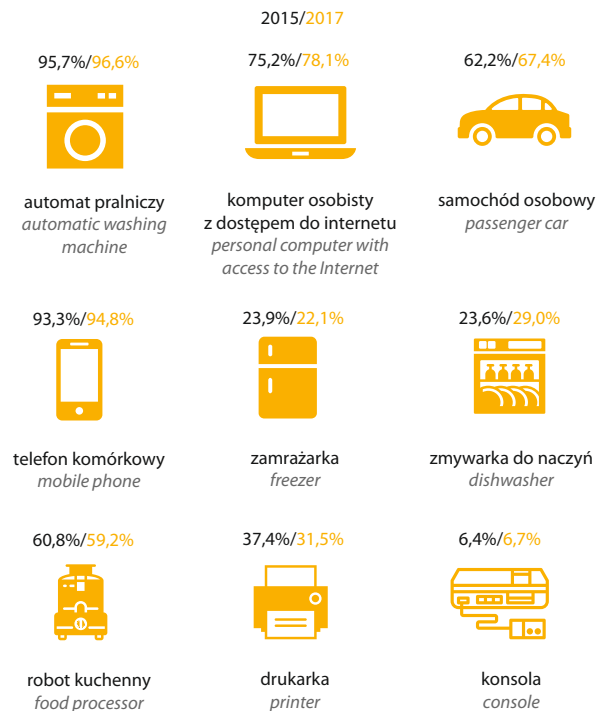 2015/2017
95,7%/96,6%
automat pralniczy
automatic washing
machine
75,2%/78,1%
komputer osobisty
z dostępem do internetu
personal computer with
access to the Internet
62,2%/67,4%
samochód osobowy
passenger car
93,3%/94,8%
telefon komórkowy
mobile phone
23,9%/22,1%
zamrażarka
freezer
23,6%/29,0%
zmywarka do naczyń
dishwasher
60,8%/59,2%
robot kuchenny
food processor
37,4%/31,5%
drukarka
printer
6,4%/6,7%
konsola
console